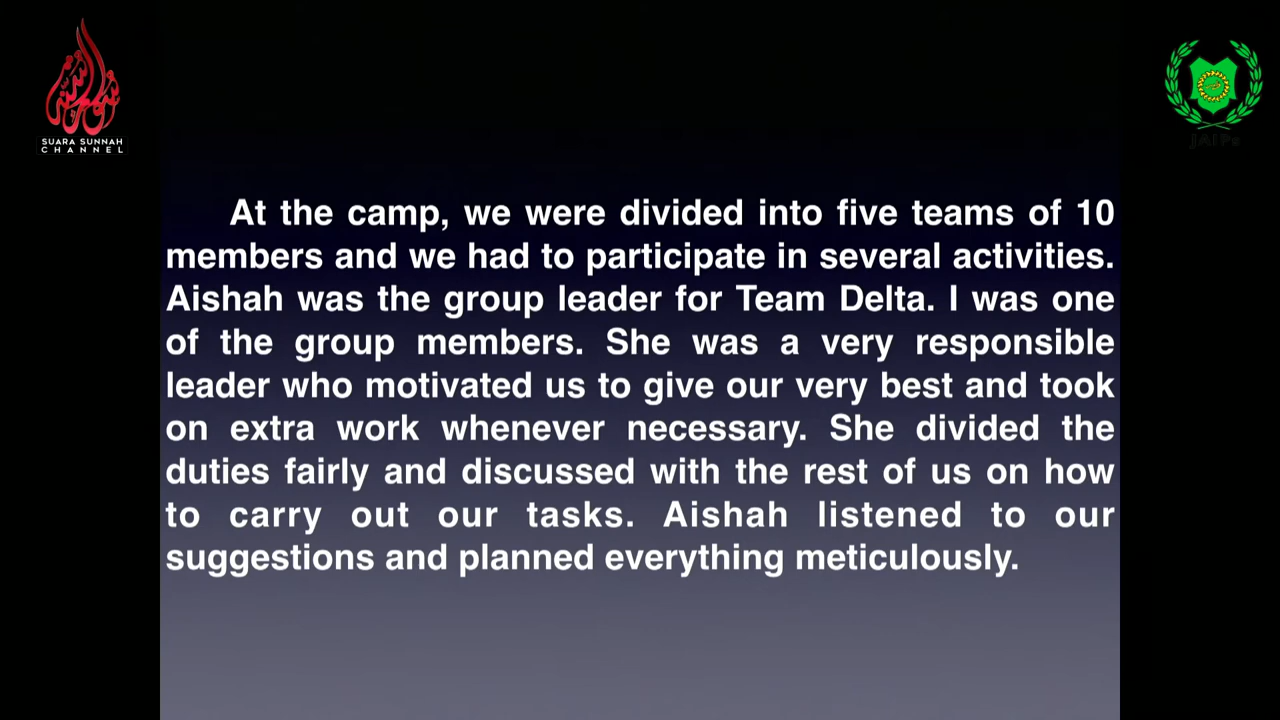 SUARA SUNNAH
CHANNEL
JAIPs
At the camp, we were divided into five teams of 10
members and we had to participate in several activities.
Aishah was the group leader for Team Delta. I was one
of the group members. She was a very responsible
leader who motivated us to give our very best and took
on extra work whenever necessary. She divided the
duties fairly and discussed with the rest of us on how
to carry out our tasks. Aishah listened to our
suggestions and planned everything meticulously.